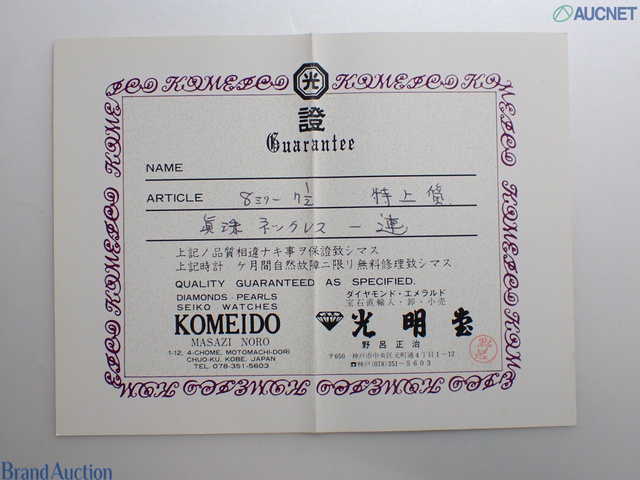 AUCNET
KOMEIDO KOMEIDO KOMEIDO
光
證
Guarantee
NAME
ARTICLE 8ミリー7½ 特上質
眞珠ネックレス 一連
上記ノ品質相違ナキ事ヲ保證致シマス
上記時計 ケ月間自然故障ニ限リ無料修理致シマス
QUALITY GUARANTEED AS SPECIFIED.
DIAMONDS・PEARLS
SEIKO WATCHES
KOMEIDO
MASAZI NORO
1-12, 4-CHOME, MOTOMACHI-DORI
CHUO-KU, KOBE, JAPAN
TEL. 078-351-5603
ダイヤモンド・エメラルド
宝石直輸入・卸・小売
光明堂
野呂正治
〒650 神戸市中央区元町通4丁目1-12
☎神戸(078)351-5603
Brand Auction